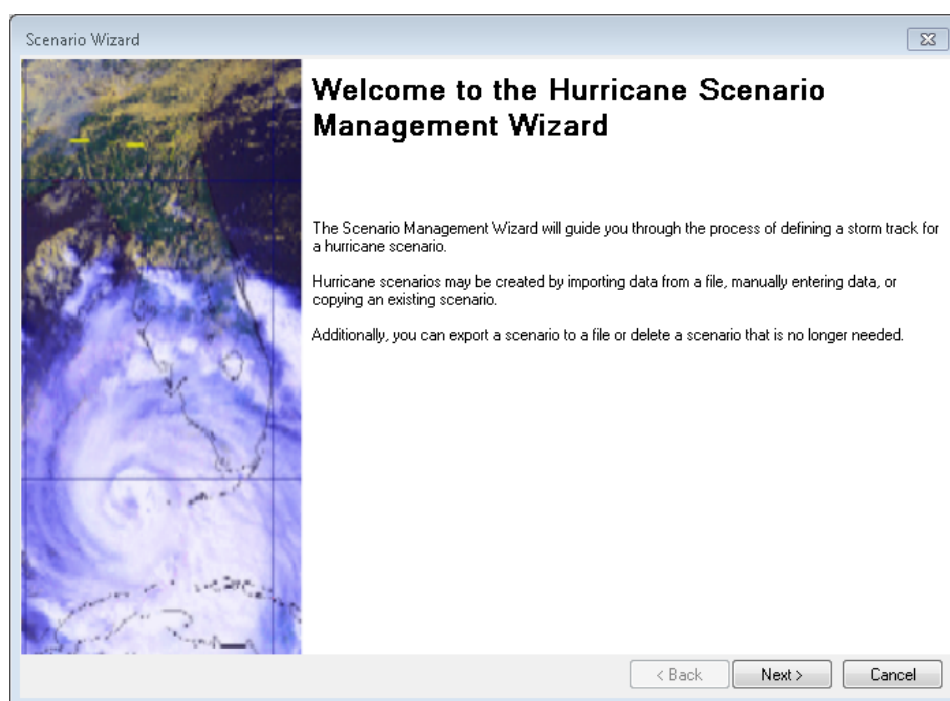 Scenario Wizard
Welcome to the Hurricane Scenario
Management Wizard
The Scenario Management Wizard will guide you through the process of defining a storm track for
a hurricane scenario.
Hurricane scenarios may be created by importing data from a file, manually entering data, or
copying an existing scenario.
Additionally, you can export a scenario to a file or delete a scenario that is no longer needed.
< Back
Next >
Cancel